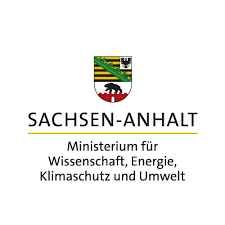 SACHSEN-ANHALT
Ministerium für
Wissenschaft, Energie,
Klimaschutz und Umwelt